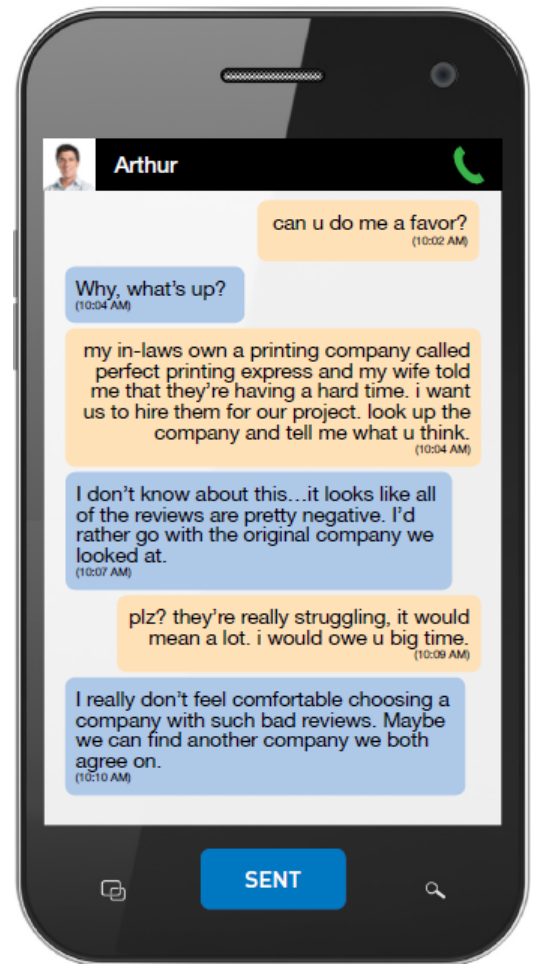 Arthur
can u do me a favor?
(10:02 AM)
Why, what's up?
(10:04 AM)
my in-laws own a printing company called
perfect printing express and my wife told
me that they're having a hard time. i want
us to hire them for our project. look up the
company and tell me what u think.
(10:04 AM)
I don't know about this...it looks like all
of the reviews are pretty negative. I'd
rather go with the original company we
looked at.
(10:07 AM)
plz? they're really struggling, it would
mean a lot. i would owe u big time.
(10:09 AM)
I really don't feel comfortable choosing a
company with such bad reviews. Maybe
we can find another company we both
agree on.
(10:10 AM)
SENT